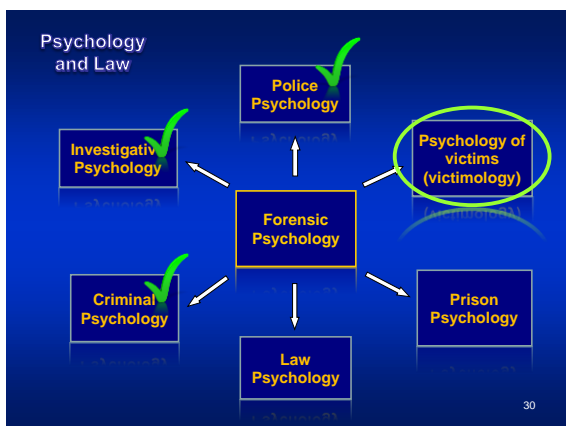 Psychology
and Law
Police
Psychology
Investigative
Psychology
Psychology of
victims
(victimology)
Forensic
Psychology
Criminal
Psychology
Prison
Psychology
Law
Psychology
30